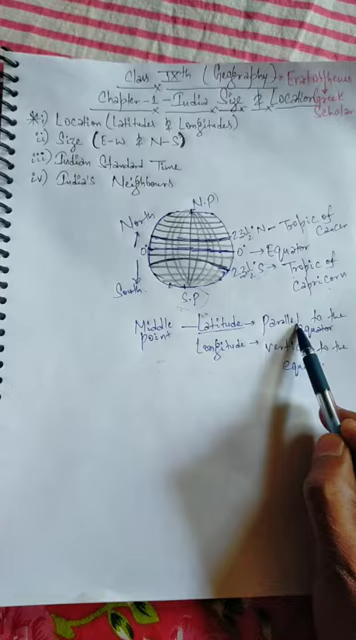 Class IXth (Geography) - Eratosthenes
Greek
Scholar
Chapter - 1 - India Size & Location
i) Location (Latitudes & Longitudes)
ii) Size (E-W & N-S)
iii) Indian Standard Time
iv) India's Neighbours
N.P
North
23½° N - Tropic of Cancer
0°
0° → Equator
23½° S → Tropic of Capricorn
South
S.P
Middle point - Latitude → Parallel to the equator
Longitude → to the